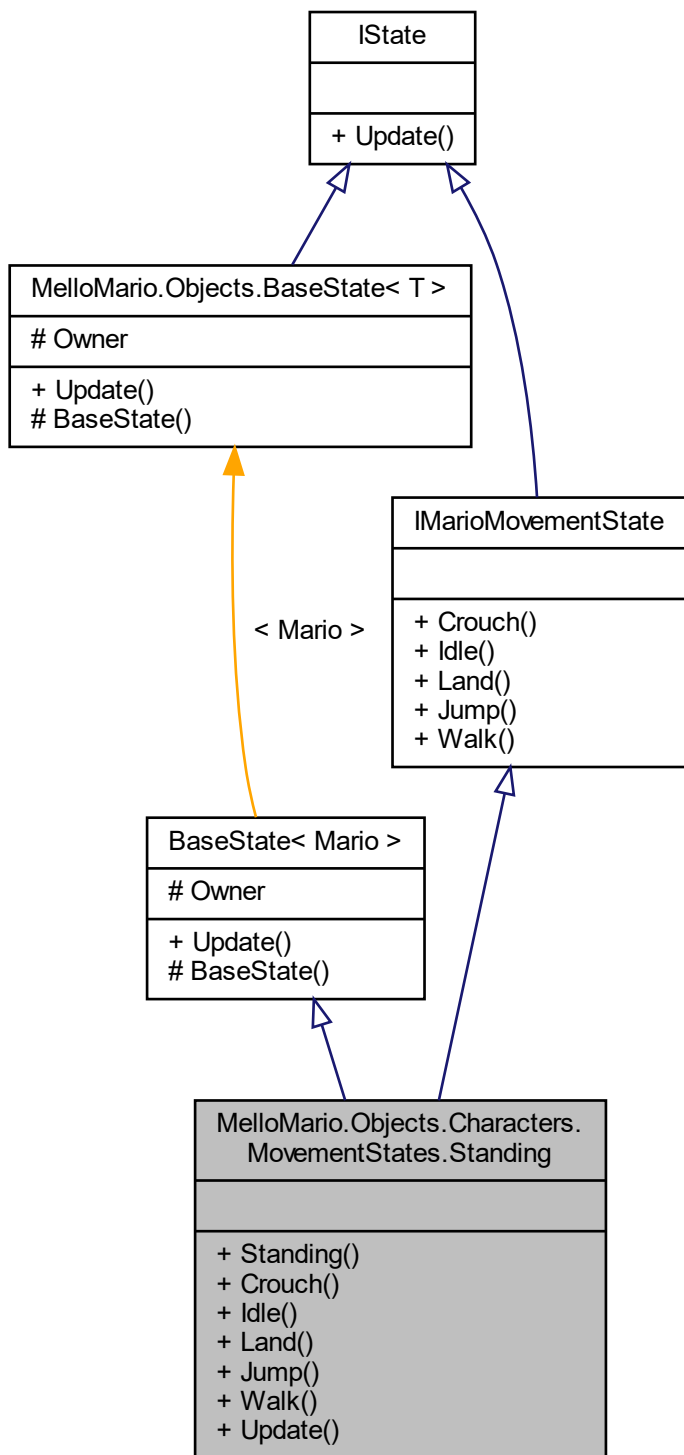 IState
+ Update()
MelloMario.Objects.BaseState< T >
# Owner
+ Update()
# BaseState()
IMarioMovementState
+ Crouch()
+ Idle()
+ Land()
+ Jump()
+ Walk()
< Mario >
BaseState< Mario >
# Owner
+ Update()
# BaseState()
MelloMario.Objects.Characters.
MovementStates.Standing
+ Standing()
+ Crouch()
+ Idle()
+ Land()
+ Jump()
+ Walk()
+ Update()